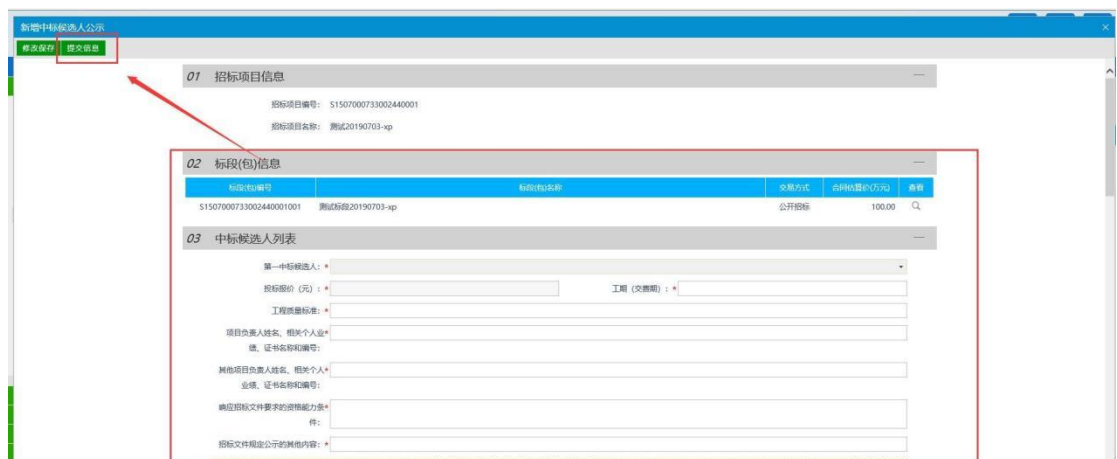 新增中标候选人公示
修改保存 提交信息
01 招标项目信息
招标项目编号: S1507000733002440001
招标项目名称: 测试20190703-xp
02 标段(包)信息
标段(包)编号 标段(包)名称 交易方式 合同估算价(万元) 查看
S1507000733002440001001 测试标段20190703-xp 公开招标 100.00
03 中标候选人列表
第一中标候选人: *
投标报价(元): * 工期(交货期): *
工程质量标准: *
项目负责人姓名、相关个人业*
绩、证书名称和编号:
其他项目负责人姓名、相关个人*
业绩、证书名称和编号:
响应招标文件要求的资格能力条*
件:
招标文件规定公示的其他内容: *